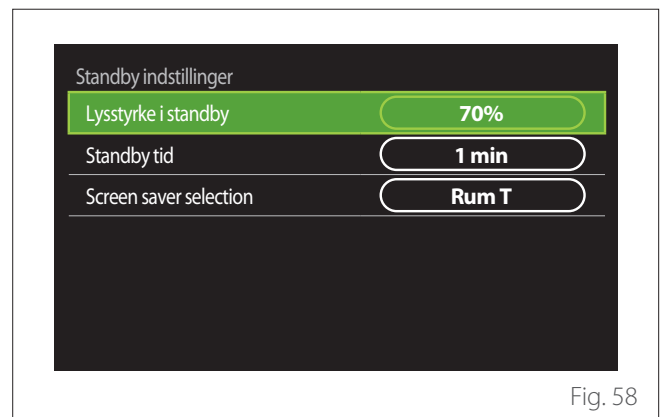 Standby indstillinger
Lysstyrke i standby 70%
Standby tid 1 min
Screen saver selection Rum T
Fig. 58